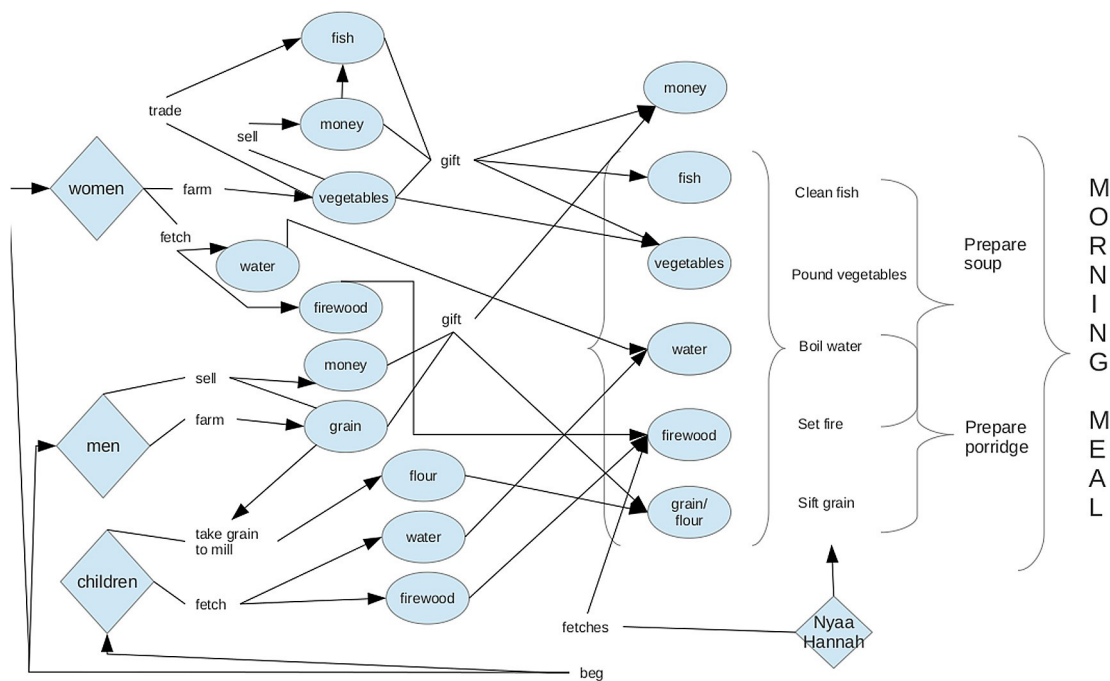 fish
money
trade
money
sell
gift
fish
women
farm
vegetables
Clean fish
fetch
water
vegetables
Pound vegetables
Prepare
soup
firewood
gift
money
water
Boil water
sell
men
farm
grain
firewood
Set fire
Prepare
porridge
flour
grain/
flour
Sift grain
take grain
to mill
water
children
fetch
firewood
fetches
Nyaa
Hannah
beg
MORNING MEAL